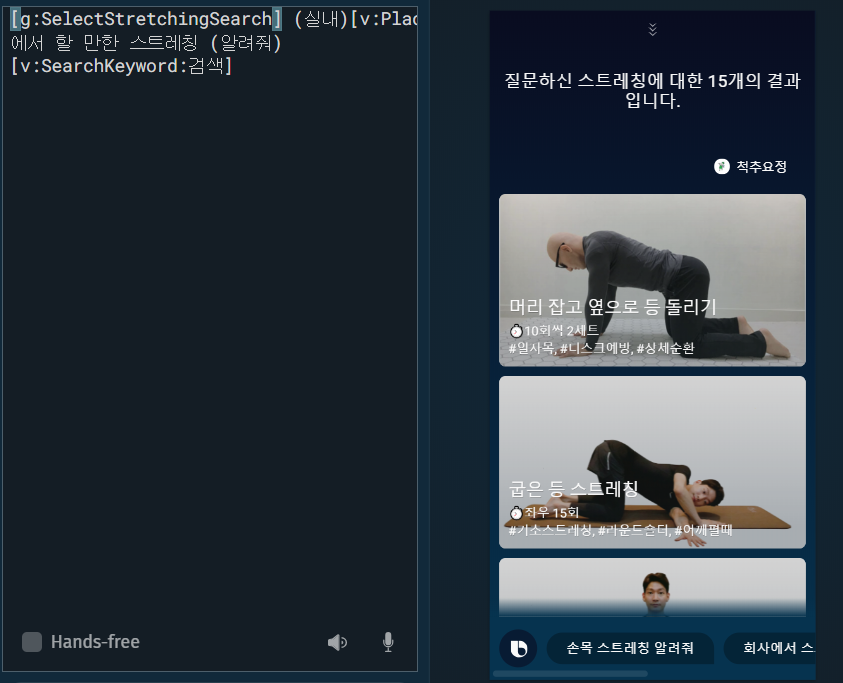 [g:SelectStretchingSearch] (실내)[v:Plac
에서 할 만한 스트레칭 (알려줘)
[v:SearchKeyword:검색]
Hands-free
질문하신 스트레칭에 대한 15개의 결과
입니다.
척추요정
머리 잡고 옆으로 등 돌리기
10회씩 2세트
#일자목, #디스크예방, #상체순환
굽은 등 스트레칭
좌우 15회
#기초스트레칭, #라운드숄더, #어깨펼때
손목 스트레칭 알려줘
회사에서 스